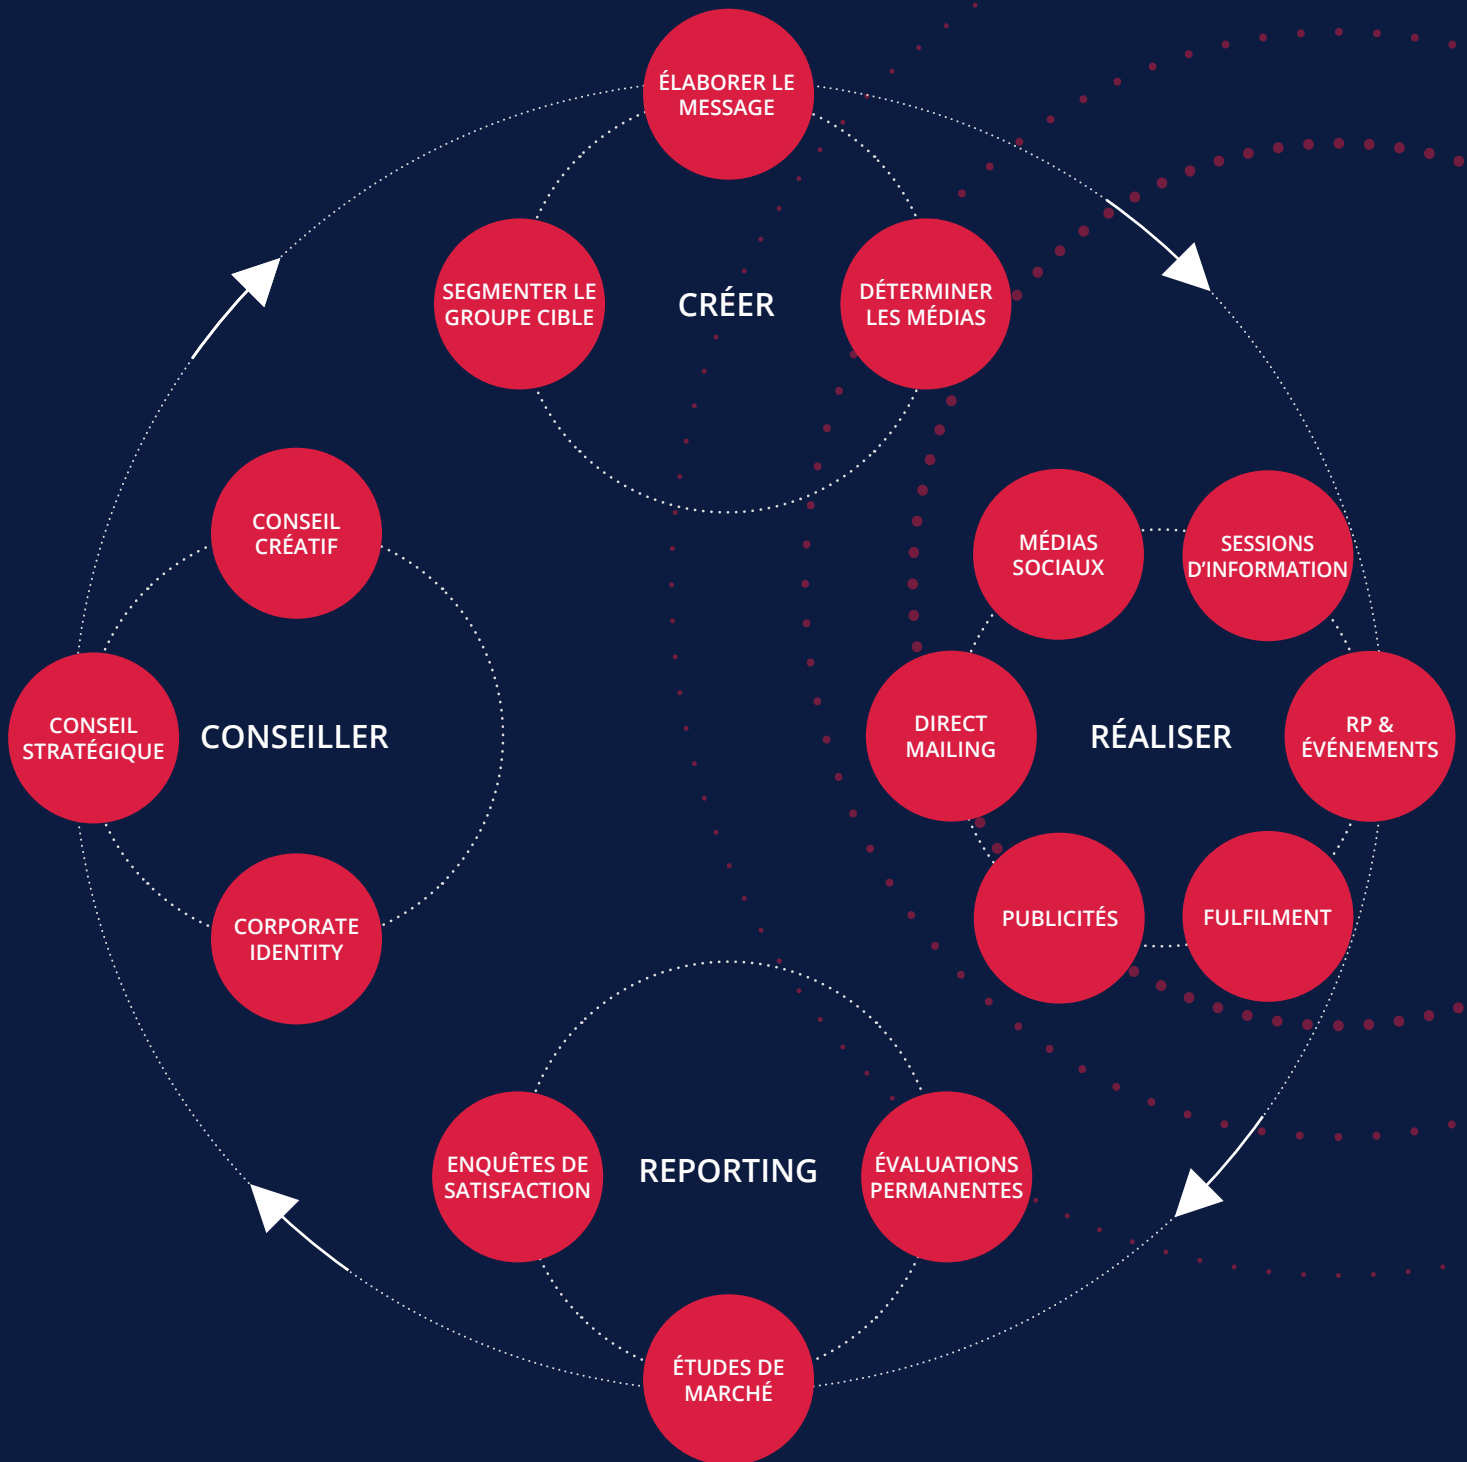 ÉLABORER LE
MESSAGE
SEGMENTER LE
GROUPE CIBLE
CRÉER
DÉTERMINER
LES MÉDIAS
CONSEIL
CRÉATIF
CONSEIL
STRATÉGIQUE
CONSEILLER
CORPORATE
IDENTITY
MÉDIAS
SOCIAUX
SESSIONS
D’INFORMATION
DIRECT
MAILING
RÉALISER
RP &
ÉVÉNEMENTS
PUBLICITÉS
FULFILMENT
ENQUÊTES DE
SATISFACTION
REPORTING
ÉVALUATIONS
PERMANENTES
ÉTUDES DE
MARCHÉ